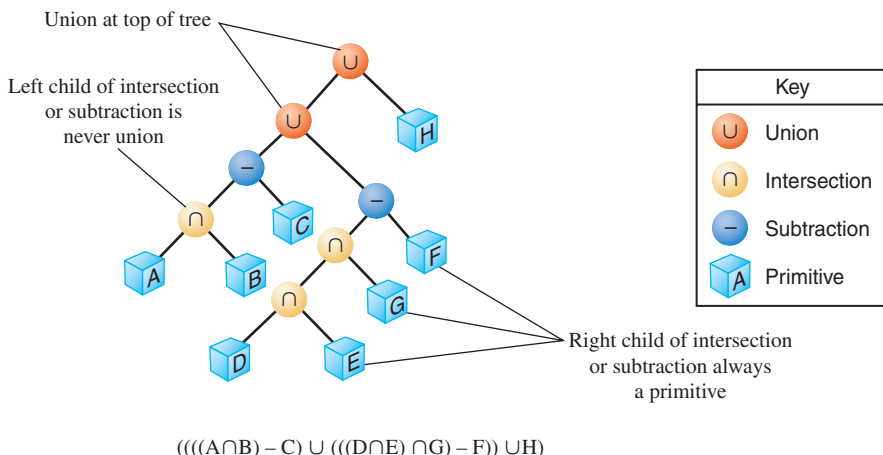 Union at top of tree
∪
Left child of intersection
or subtraction is
never union
∪
H
−
∩
C
−
A
B
∩
F
∩
G
D
E
Key
∪ Union
∩ Intersection
− Subtraction
A Primitive
Right child of intersection
or subtraction always
a primitive
((((A∩B) – C) ∪ (((D∩E) ∩G) – F)) ∪H)